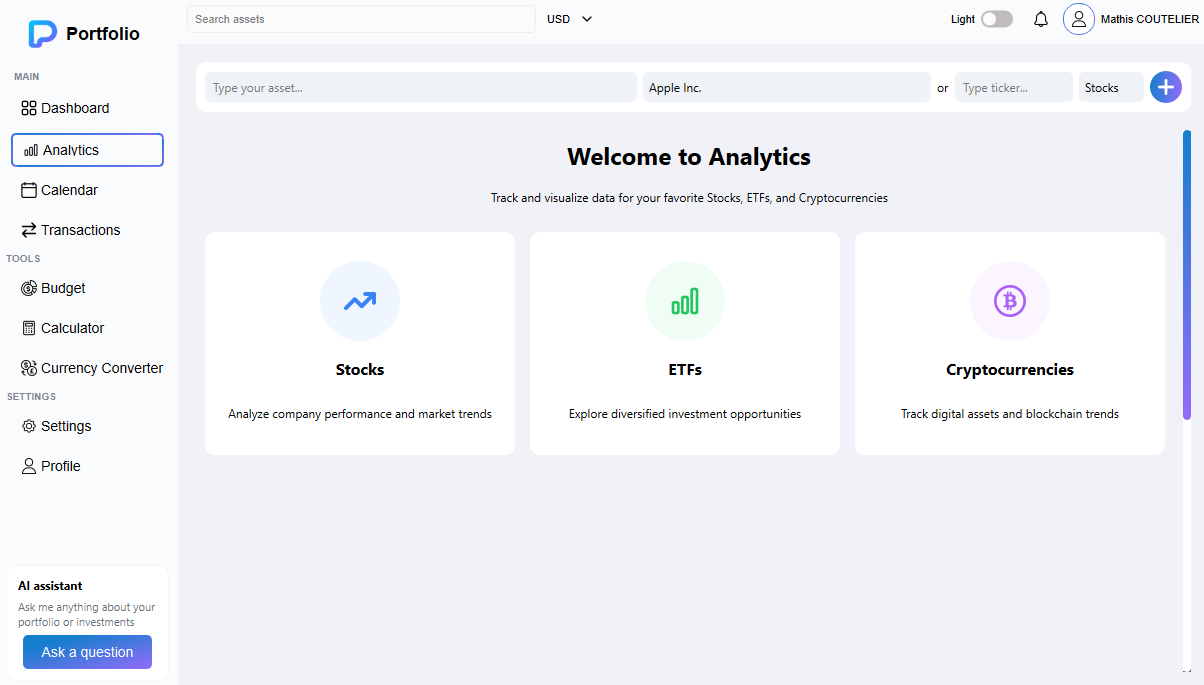 Portfolio
MAIN
Dashboard
Analytics
Calendar
Transactions
TOOLS
Budget
Calculator
Currency Converter
SETTINGS
Settings
Profile
AI assistant
Ask me anything about your
portfolio or investments
Ask a question
Search assets
USD
Light
Mathis COUTELIER
Type your asset...
Apple Inc.
or
Type ticker...
Stocks
Welcome to Analytics
Track and visualize data for your favorite Stocks, ETFs, and Cryptocurrencies
Stocks
Analyze company performance and market trends
ETFs
Explore diversified investment opportunities
Cryptocurrencies
Track digital assets and blockchain trends